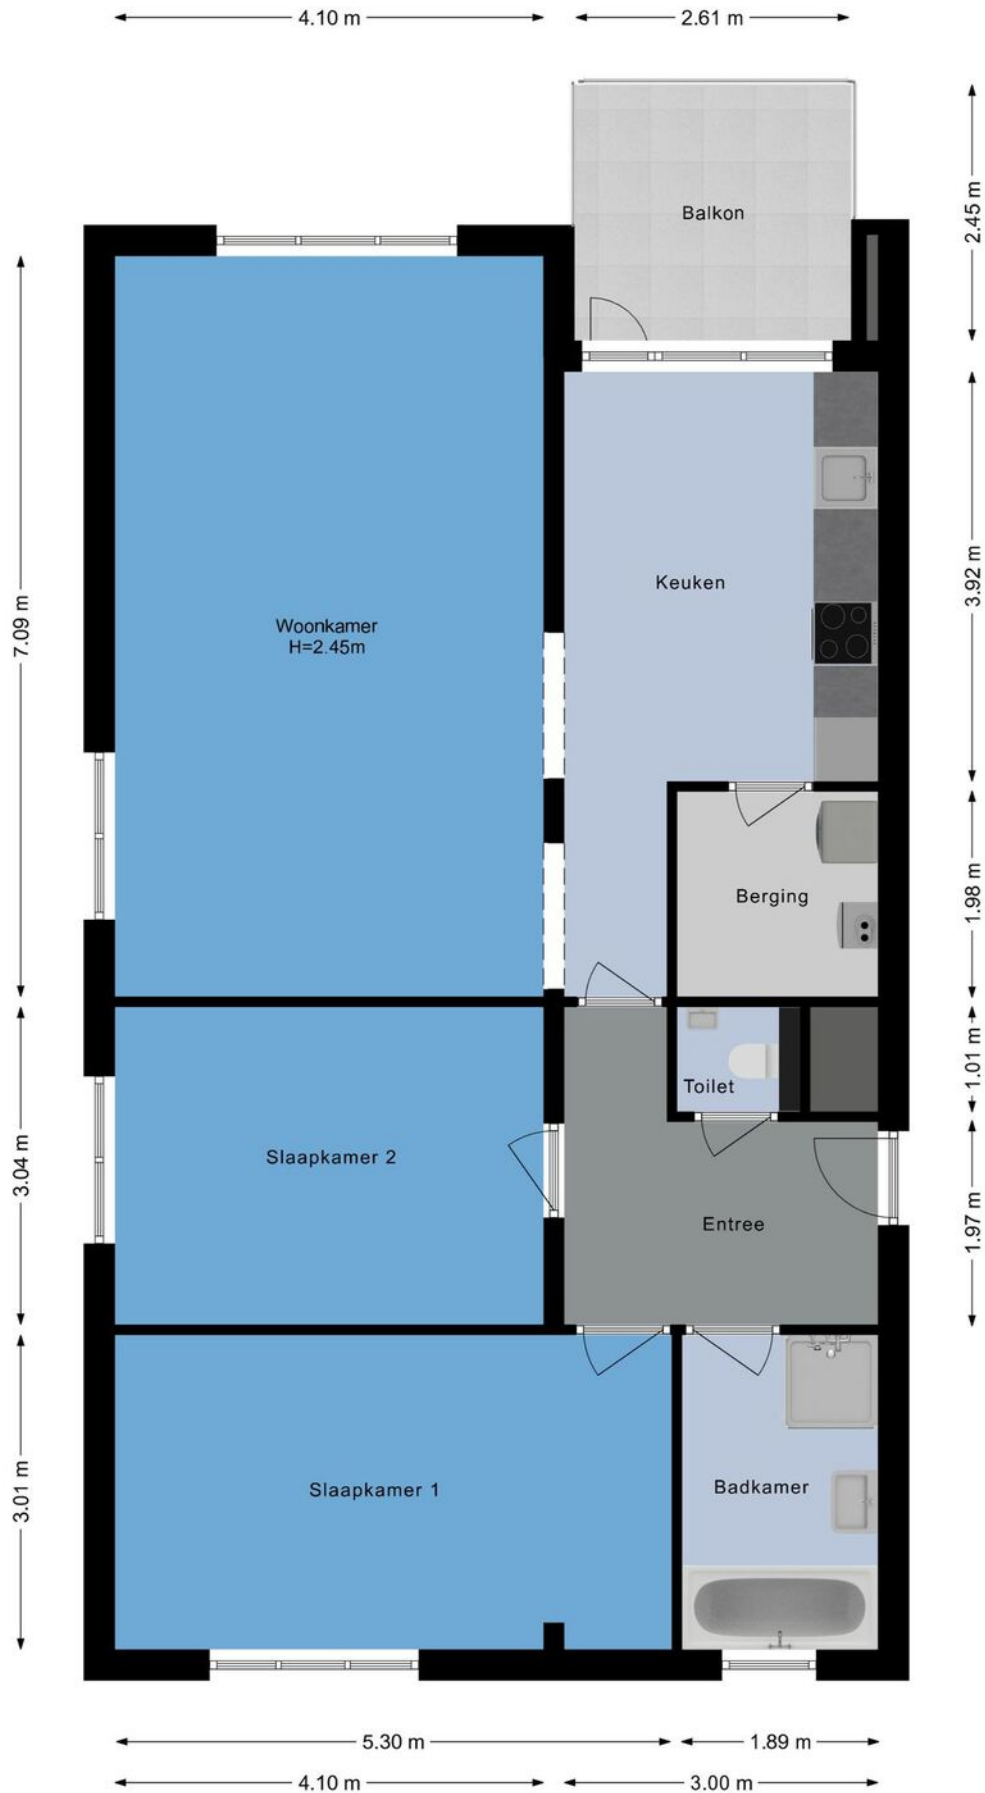 4.10 m
2.61 m
2.45 m
Balkon
7.09 m
3.92 m
Keuken
Woonkamer
H=2.45m
1.98 m
Berging
1.01 m
Toilet
3.04 m
Slaapkamer 2
1.97 m
Entree
3.01 m
Slaapkamer 1
Badkamer
5.30 m
1.89 m
4.10 m
3.00 m